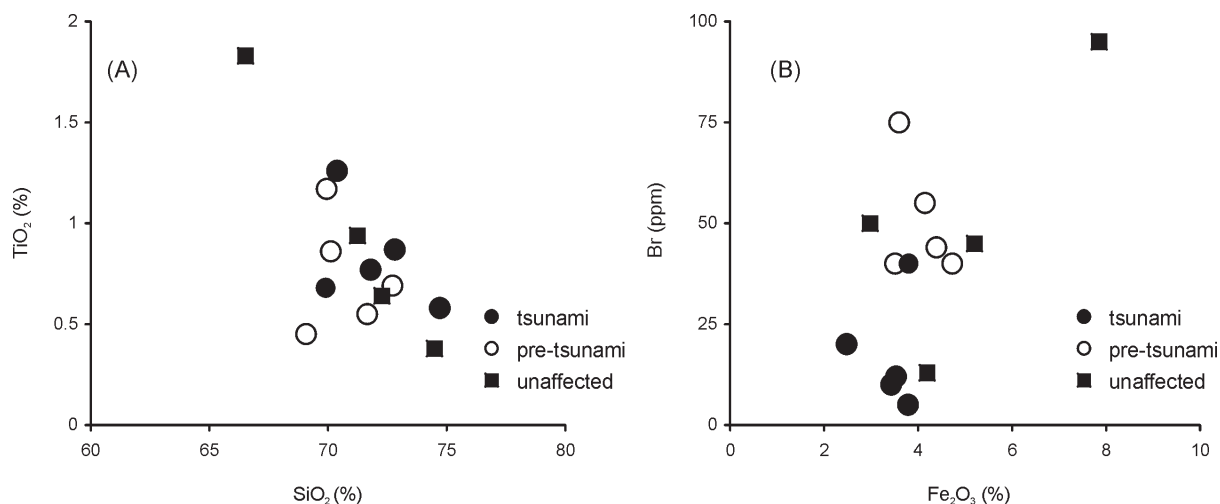 (A)
TiO₂ (%)
2
1.5
1
0.5
0
60
65
70
75
80
SiO₂ (%)
tsunami
pre-tsunami
unaffected
(B)
Br (ppm)
100
75
50
25
0
0
2
4
6
8
10
Fe₂O₃ (%)
tsunami
pre-tsunami
unaffected